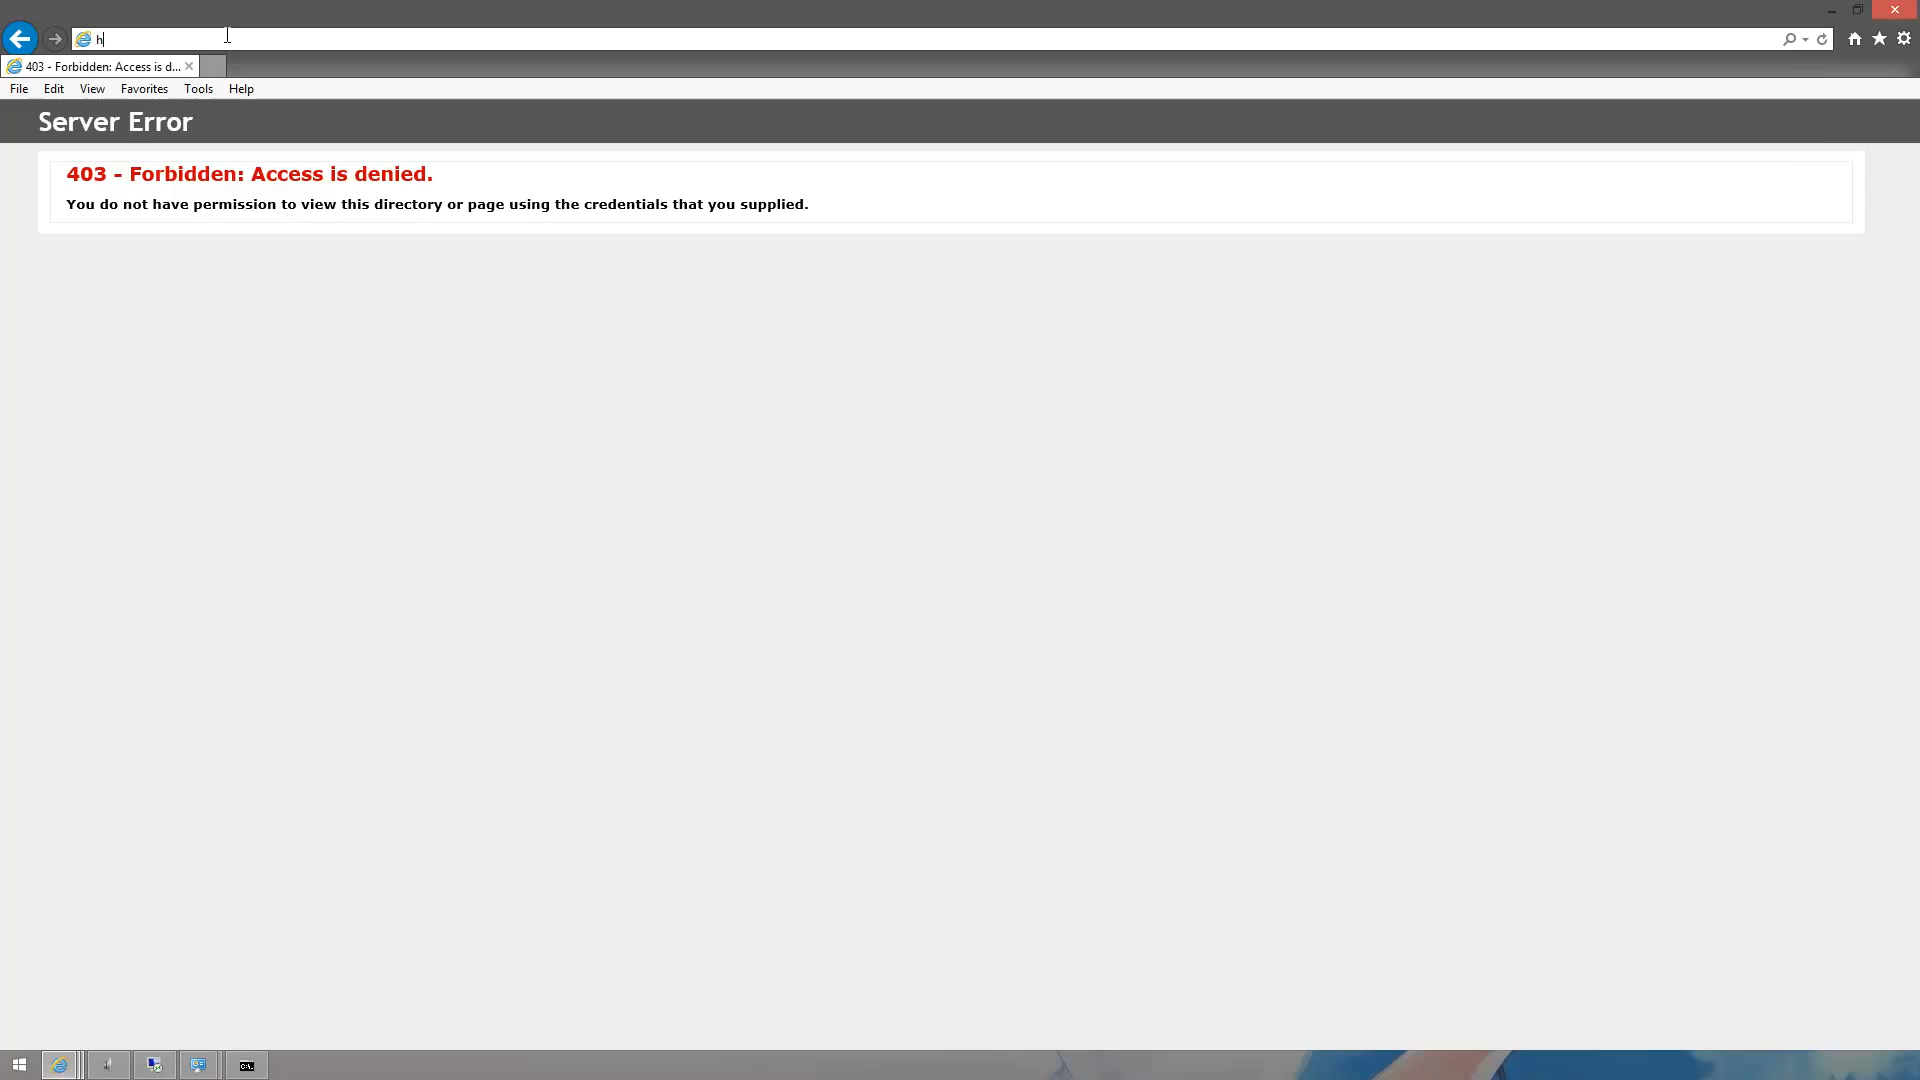 h
403 - Forbidden: Access is d...
File Edit View Favorites Tools Help
Server Error
403 - Forbidden: Access is denied.
You do not have permission to view this directory or page using the credentials that you supplied.
C:\.